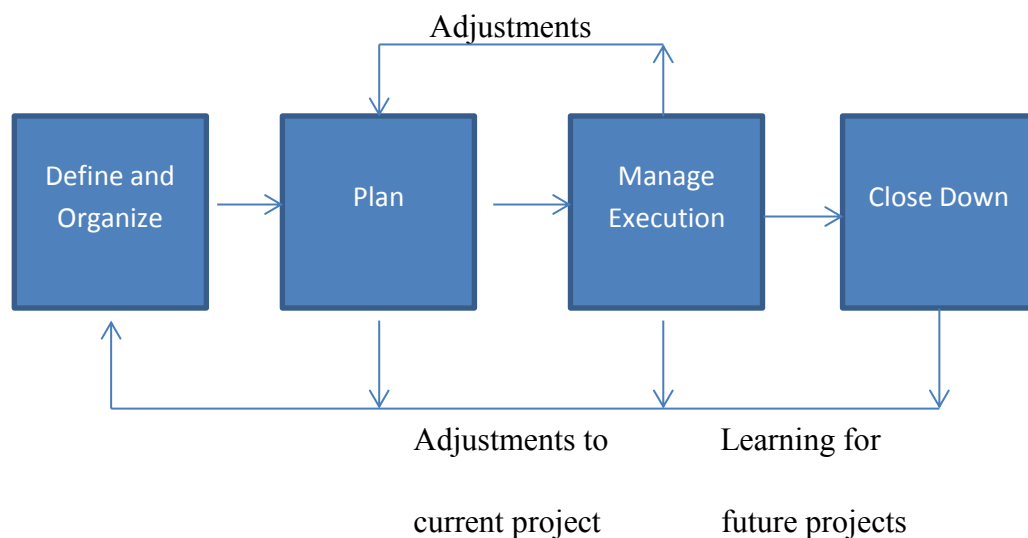 Adjustments
Define and
Organize
Plan
Manage
Execution
Close Down
Adjustments to
current project
Learning for
future projects